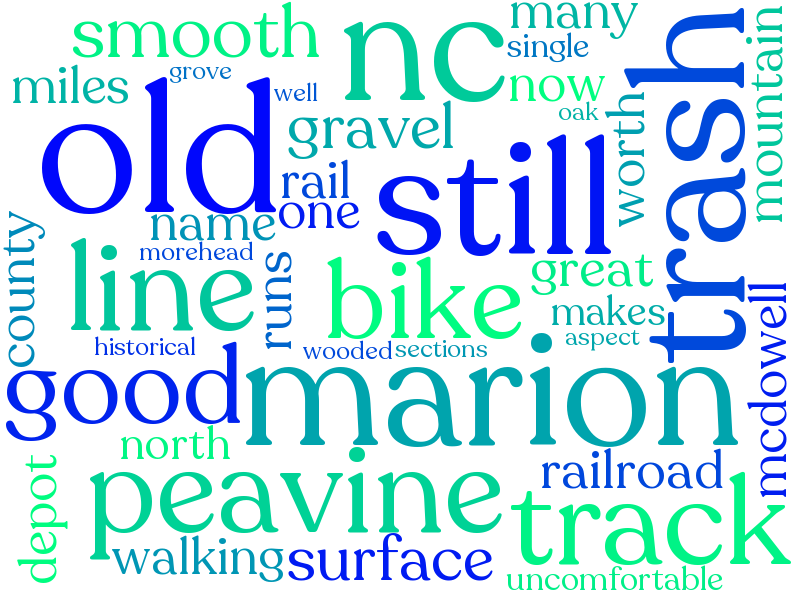 smooth
nc
many
single
mountain
miles
grove
well
now
oak
trash
old
gravel
worth
rail
still
name
one
county
morehead
line
runs
bike
great
makes
aspect
historical
wooded
sections
mcdowell
good
marion
north
railroad
depot
peavine
track
walking
surface
uncomfortable